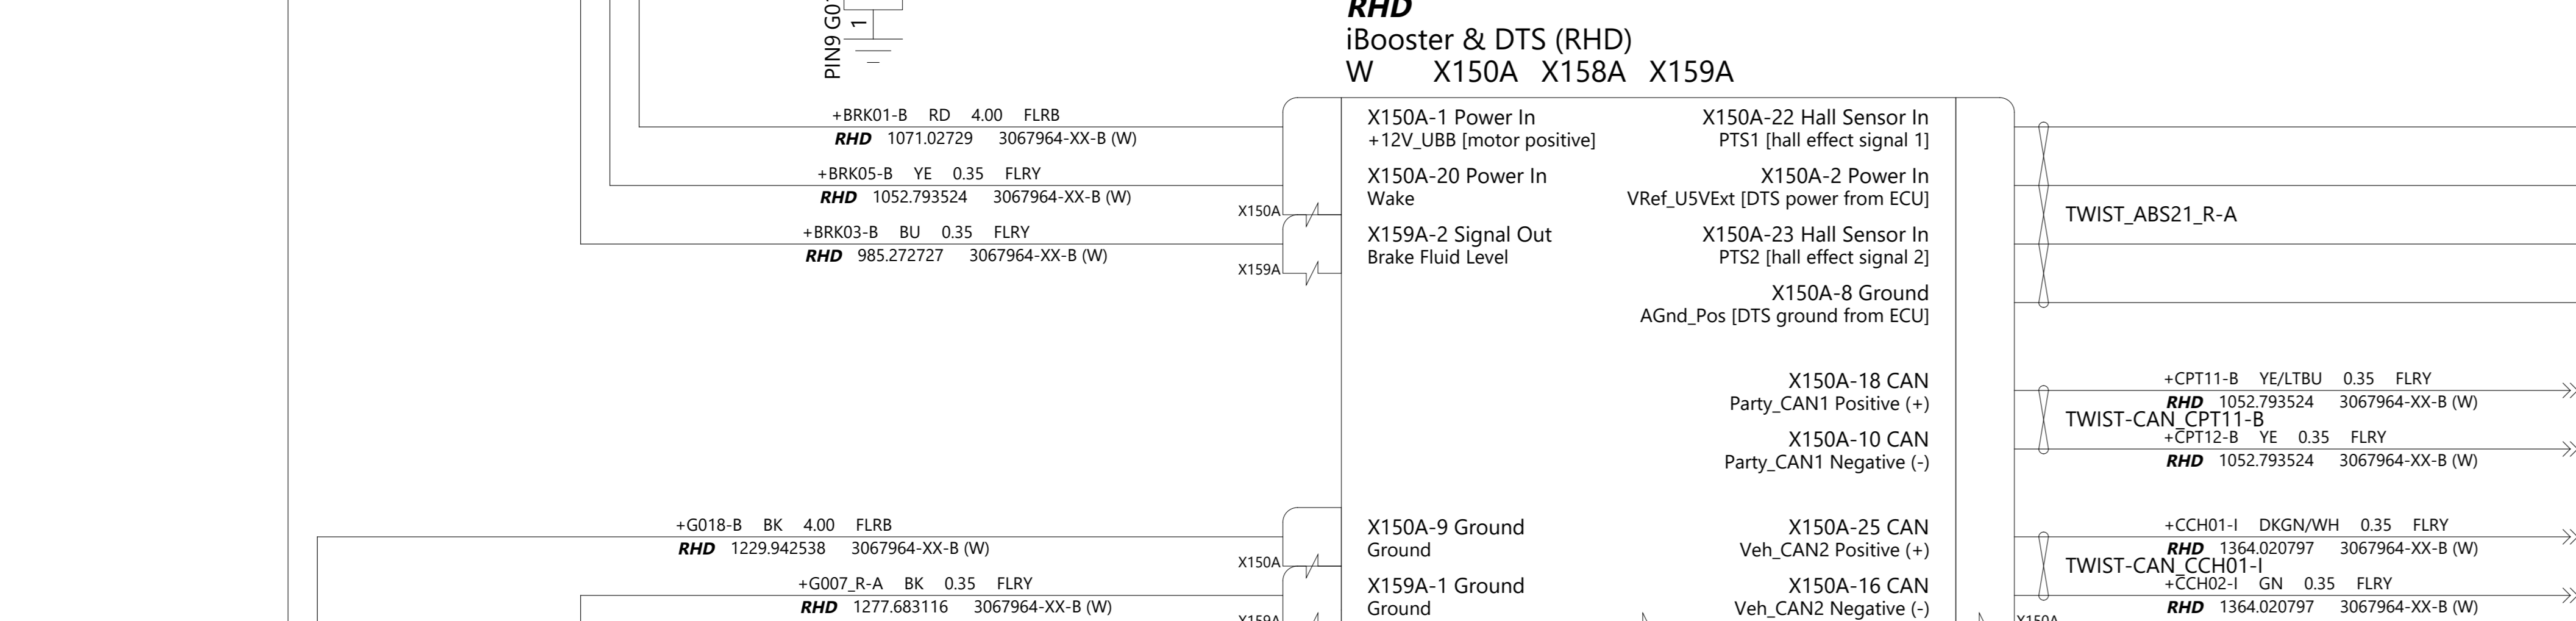 PIN9 G01
1
RHD
iBooster & DTS (RHD)
W X150A X158A X159A
+BRK01-B RD 4.00 FLRB
RHD 1071.02729 3067964-XX-B (W)
+BRK05-B YE 0.35 FLRY
RHD 1052.793524 3067964-XX-B (W)
X150A
+BRK03-B BU 0.35 FLRY
RHD 985.272727 3067964-XX-B (W)
X159A
+G018-B BK 4.00 FLRB
RHD 1229.942538 3067964-XX-B (W)
X150A
+G007_R-A BK 0.35 FLRY
RHD 1277.683116 3067964-XX-B (W)
X159A
X150A-1 Power In
+12V_UBB [motor positive]
X150A-20 Power In
Wake
X159A-2 Signal Out
Brake Fluid Level
X150A-9 Ground
Ground
X159A-1 Ground
Ground
X150A-22 Hall Sensor In
PTS1 [hall effect signal 1]
X150A-2 Power In
VRef_U5VExt [DTS power from ECU]
X150A-23 Hall Sensor In
PTS2 [hall effect signal 2]
X150A-8 Ground
AGnd_Pos [DTS ground from ECU]
X150A-18 CAN
Party_CAN1 Positive (+)
X150A-10 CAN
Party_CAN1 Negative (-)
X150A-25 CAN
Veh_CAN2 Positive (+)
X150A-16 CAN
Veh_CAN2 Negative (-)
TWIST_ABS21_R-A
+CPT11-B YE/LTBU 0.35 FLRY
RHD 1052.793524 3067964-XX-B (W)
TWIST-CAN_CPT11-B
+CPT12-B YE 0.35 FLRY
RHD 1052.793524 3067964-XX-B (W)
+CCH01-I DKGN/WH 0.35 FLRY
RHD 1364.020797 3067964-XX-B (W)
TWIST-CAN_CCH01-I
+CCH02-I GN 0.35 FLRY
RHD 1364.020797 3067964-XX-B (W)
X150A